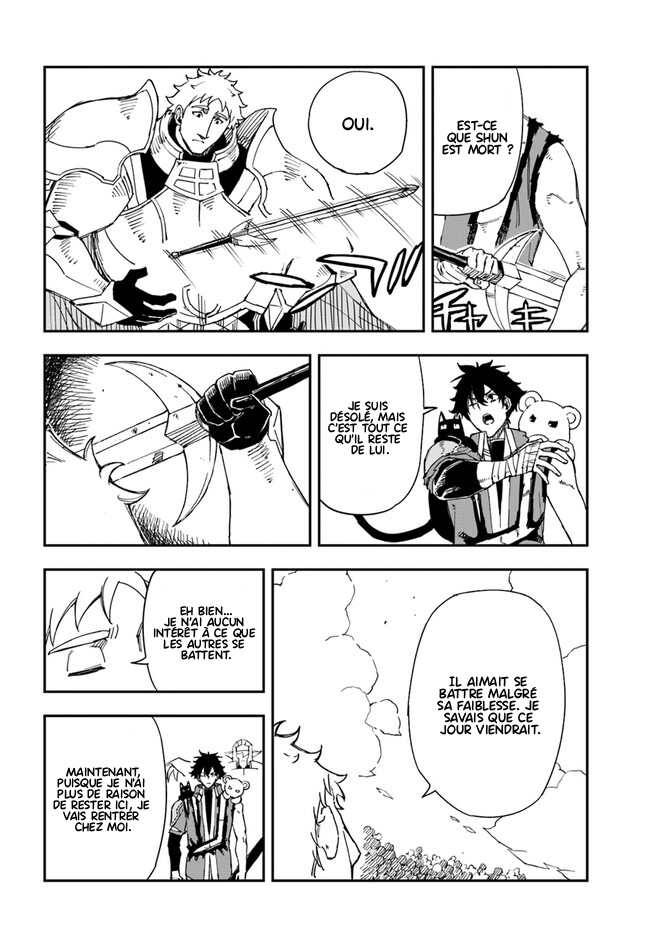 EST-CE
QUE SHUN
EST MORT ?
チャキ
OUI.
JE SUIS
DÉSOLÉ, MAIS
C'EST TOUT CE
QU'IL RESTE
DE LUI.
IL AIMAIT SE
BATTRE MALGRÉ
SA FAIBLESSE. JE
SAVAIS QUE CE
JOUR VIENDRAIT.
EH BIEN...
JE N'AI AUCUN
INTÉRÊT À CE QUE
LES AUTRES SE
BATTENT.
MAINTENANT,
PUISQUE JE N'AI
PLUS DE RAISON
DE RESTER ICI, JE
VAIS RENTRER
CHEZ MOI.